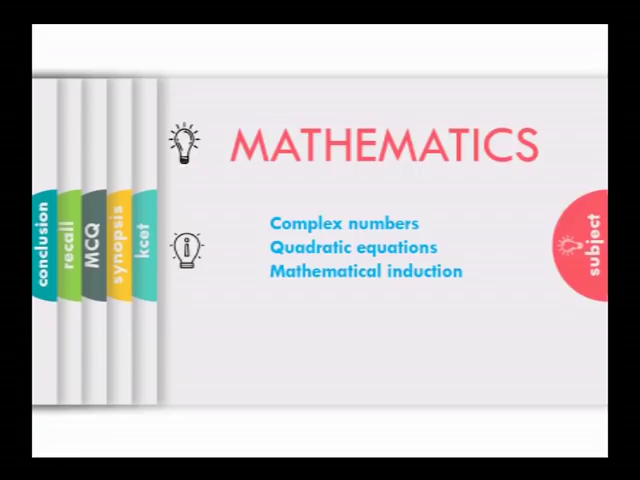 MATHEMATICS
Complex numbers
Quadratic equations
Mathematical induction
conclusion
recall
MCQ
synopsis
kcet
subject